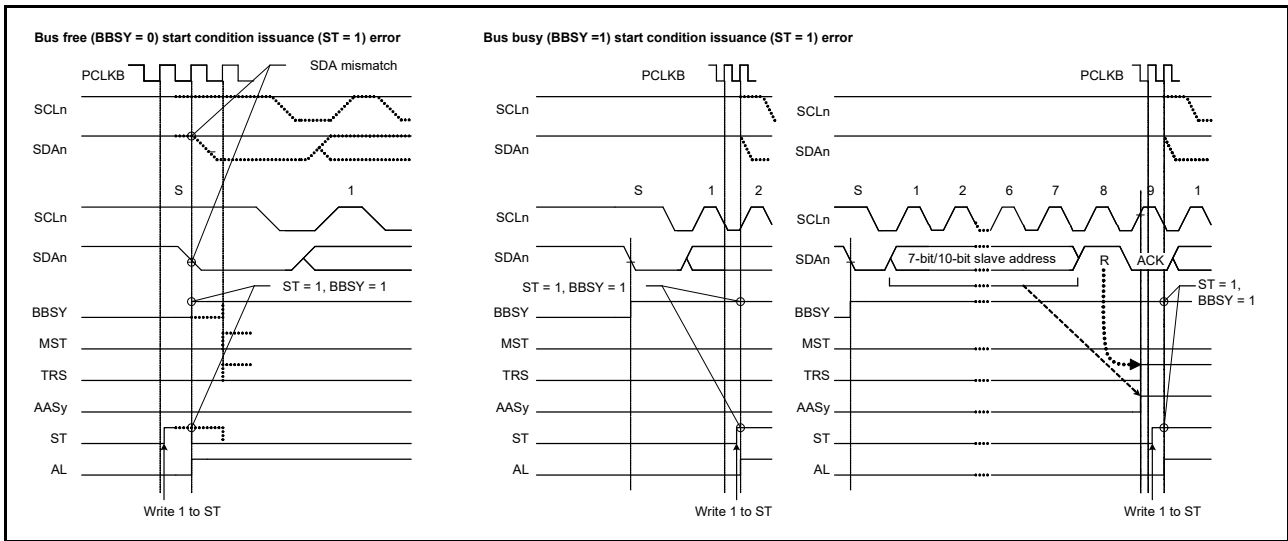 Bus free (BBSY = 0) start condition issuance (ST = 1) error
PCLKB
SDA mismatch
SCLn
SDAn
S
1
SCLn
SDAn
ST = 1, BBSY = 1
BBSY
MST
TRS
AASy
ST
AL
Write 1 to ST
Bus busy (BBSY =1) start condition issuance (ST = 1) error
PCLKB
SCLn
SDAn
S
1
2
SCLn
SDAn
ST = 1, BBSY = 1
BBSY
MST
TRS
AASy
ST
AL
Write 1 to ST
PCLKB
SCLn
SDAn
S
1
2
6
7
8
9
1
SCLn
SDAn
7-bit/10-bit slave address
R
ACK
ST = 1,
BBSY = 1
BBSY
MST
TRS
AASy
ST
AL
Write 1 to ST